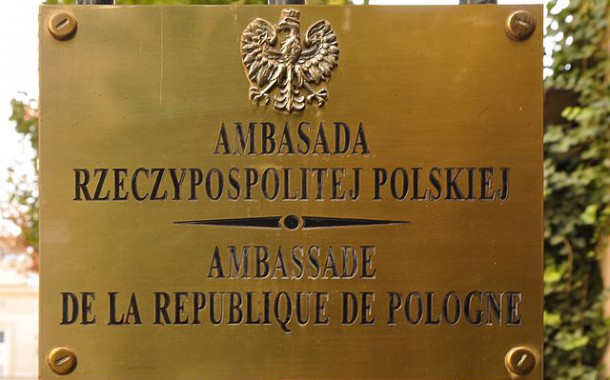 AMBASADA
RZECZYPOSPOLITEJ POLSKIEJ
AMBASSADE
DE LA REPUBLIQUE DE POLOGNE